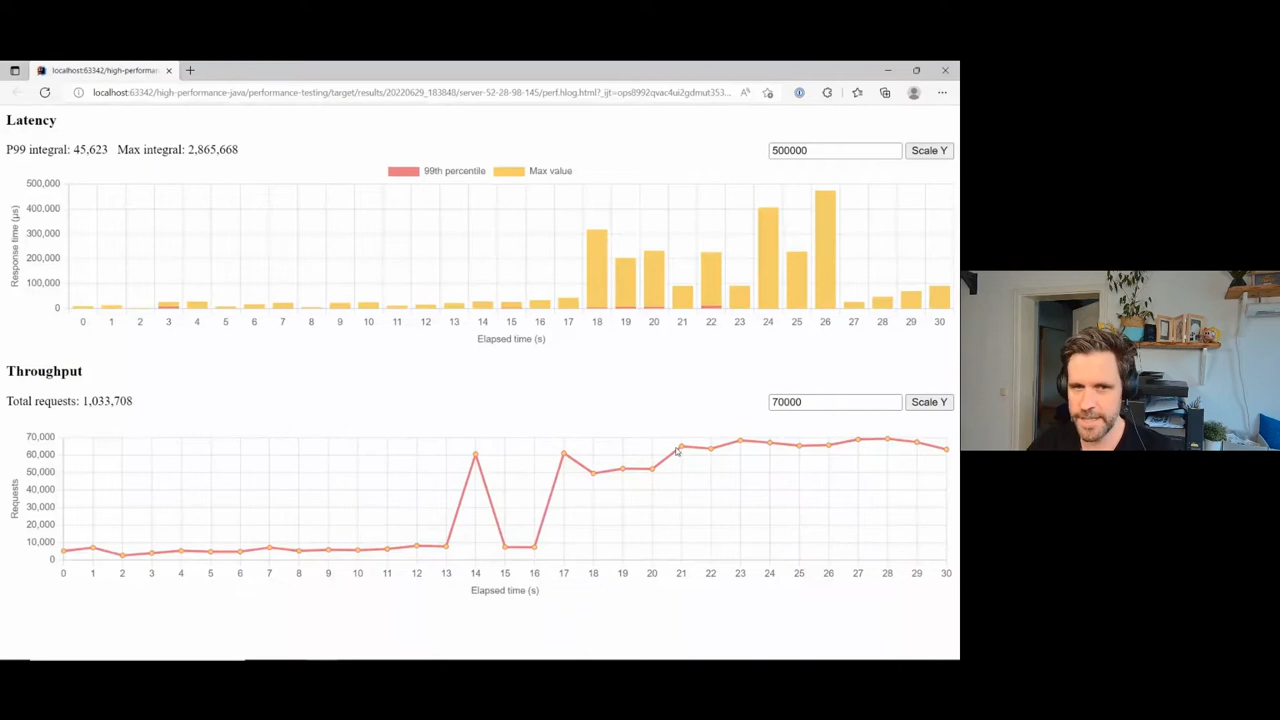 localhost:63342/high-performan
localhost:63342/high-performance-java/performance-testing/target/results/20220629_183848/server-52-28-98-145/perf.hlog.html?_ijt=ops8992qvac4ui2gdmut353...
Latency
P99 integral: 45,623 Max integral: 2,865,668
500000 Scale Y
99th percentile Max value
500,000
400,000
300,000
200,000
100,000
0
Response time (µs)
0 1 2 3 4 5 6 7 8 9 10 11 12 13 14 15 16 17 18 19 20 21 22 23 24 25 26 27 28 29 30
Elapsed time (s)
Throughput
Total requests: 1,033,708
70000 Scale Y
70,000
60,000
50,000
40,000
30,000
20,000
10,000
0
Requests
0 1 2 3 4 5 6 7 8 9 10 11 12 13 14 15 16 17 18 19 20 21 22 23 24 25 26 27 28 29 30
Elapsed time (s)